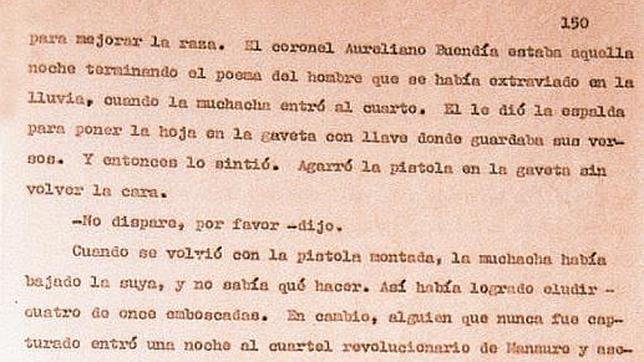 150
para mejorar la raza. El coronel Aureliano Buendía estaba aquella
noche terminando el poema del hombre que se había extraviado en la
lluvia, cuando la muchacha entró al cuarto. El le dió la espalda
para poner la hoja en la gaveta con llave donde guardaba sus ver-
sos. Y entonces lo sintió. Agarró la pistola en la gaveta sin
volver la cara.
-No dispare, por favor -dijo.
Cuando se volvió con la pistola montada, la muchacha había
bajado la suya, y no sabía qué hacer. Así había logrado eludir -
cuatro de once emboscadas. En cambio, alguien que nunca fue cap-
turado entró una noche al cuartel revolucionario de Manaure y ase-